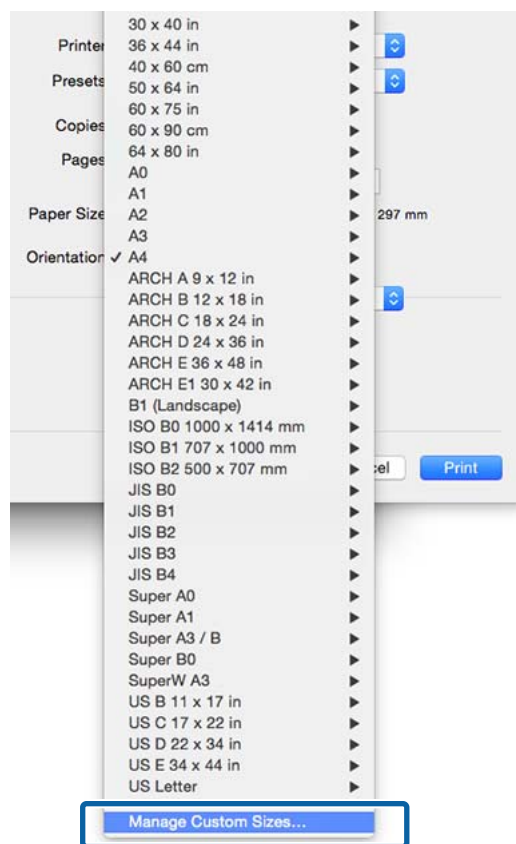 30 x 40 in
Printer 36 x 44 in
40 x 60 cm
Presets 50 x 64 in
60 x 75 in
Copies 60 x 90 cm
Pages 64 x 80 in
A0
A1
Paper Size A2 297 mm
A3
Orientation ✓ A4
ARCH A 9 x 12 in
ARCH B 12 x 18 in
ARCH C 18 x 24 in
ARCH D 24 x 36 in
ARCH E 36 x 48 in
ARCH E1 30 x 42 in
B1 (Landscape)
ISO B0 1000 x 1414 mm
ISO B1 707 x 1000 mm
ISO B2 500 x 707 mm cel Print
JIS B0
JIS B1
JIS B2
JIS B3
JIS B4
Super A0
Super A1
Super A3 / B
Super B0
SuperW A3
US B 11 x 17 in
US C 17 x 22 in
US D 22 x 34 in
US E 34 x 44 in
US Letter
Manage Custom Sizes...